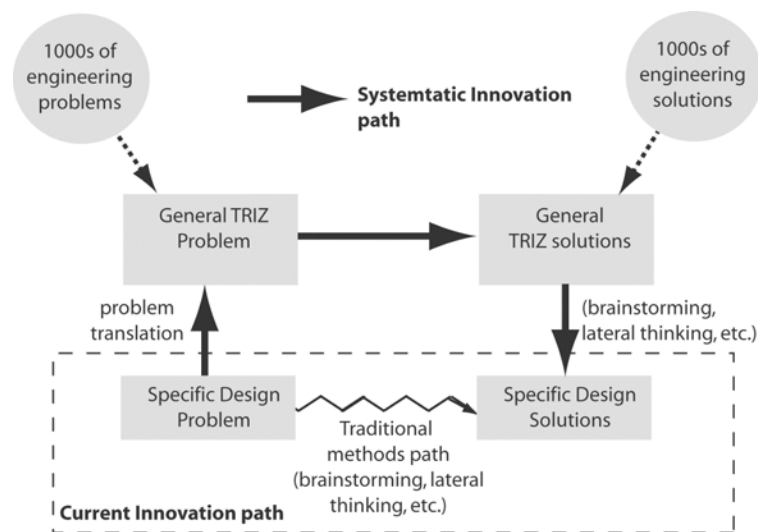 1000s of
engineering
problems
Systemtatic Innovation
path
1000s of
engineering
solutions
General TRIZ
Problem
General
TRIZ solutions
problem
translation
(brainstorming,
lateral thinking, etc.)
Specific Design
Problem
Specific Design
Solutions
Traditional
methods path
(brainstorming, lateral
thinking, etc.)
Current Innovation path